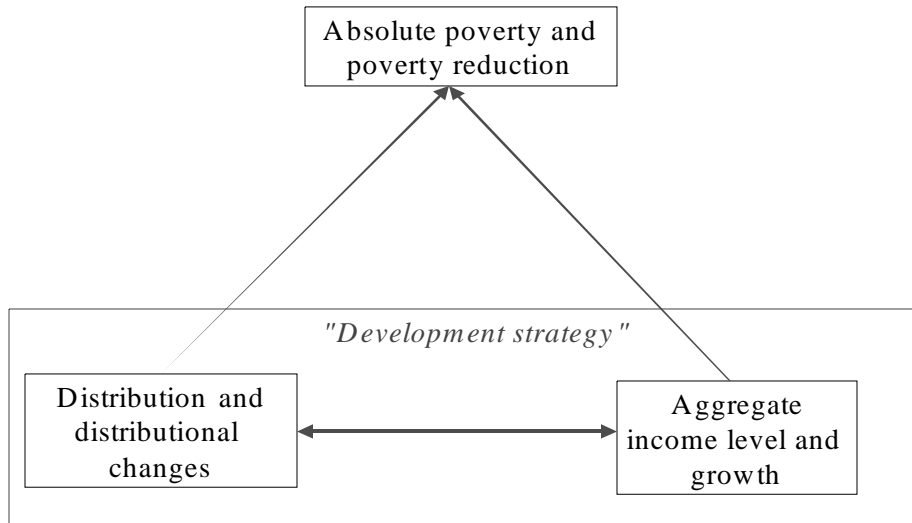 Absolute poverty and
poverty reduction
"Development strategy"
Distribution and
distributional
changes
Aggregate
income level and
growth